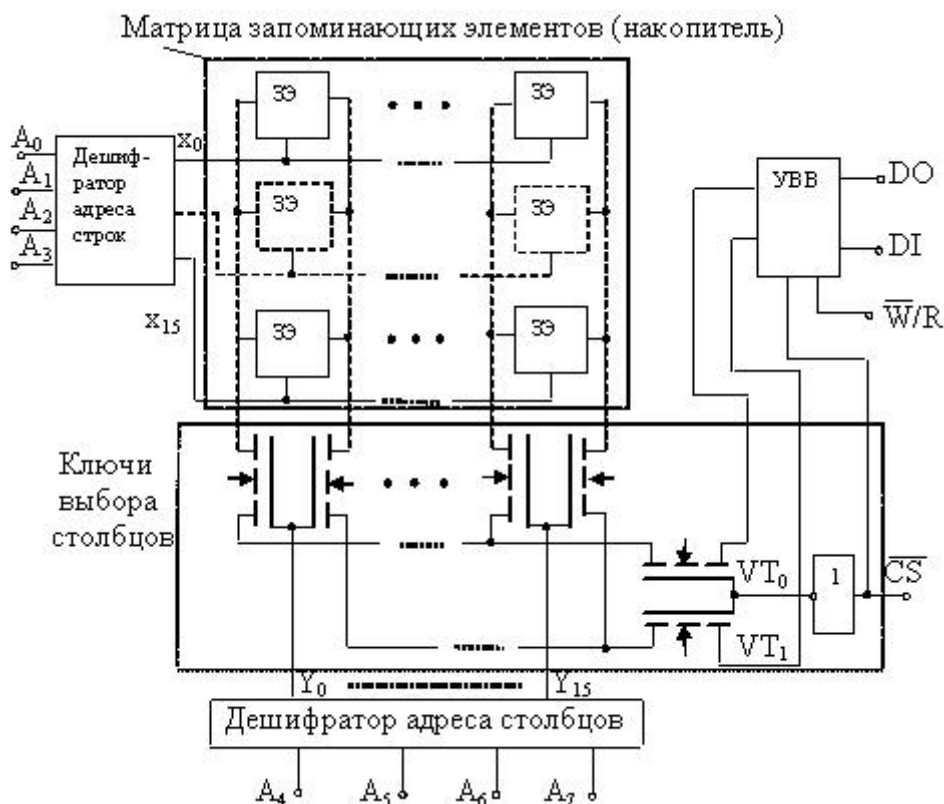 Матрица запоминающих элементов (накопитель)
ЗЭ
ЗЭ
A0
A1
A2
A3
Дешиф-
ратор
адреса
строк
x0
x15
ЗЭ
ЗЭ
ЗЭ
ЗЭ
УВВ
DO
DI
W̅/R
Ключи
выбора
столбцов
VT0
VT1
1
C̅S̅
Y0
Y15
Дешифратор адреса столбцов
A4
A5
A6
A7